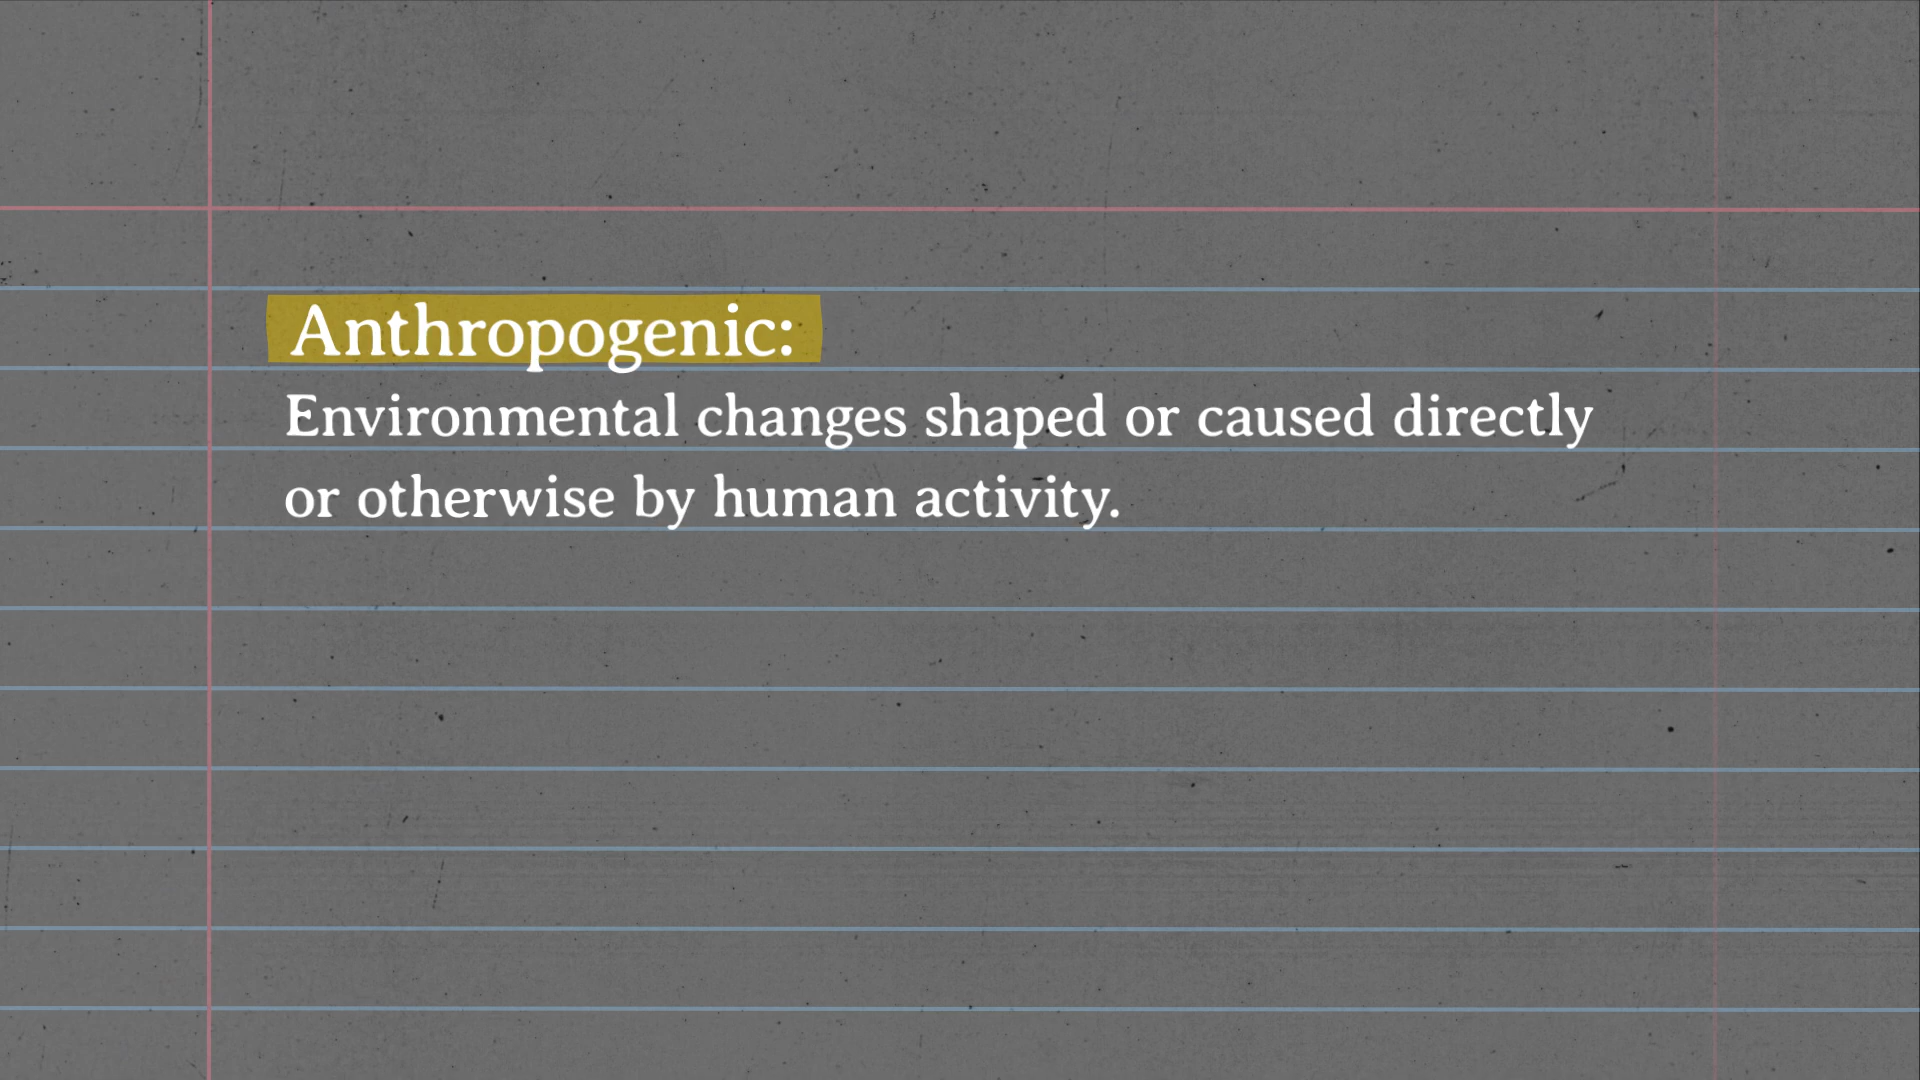 Anthropogenic:
Environmental changes shaped or caused directly
or otherwise by human activity.